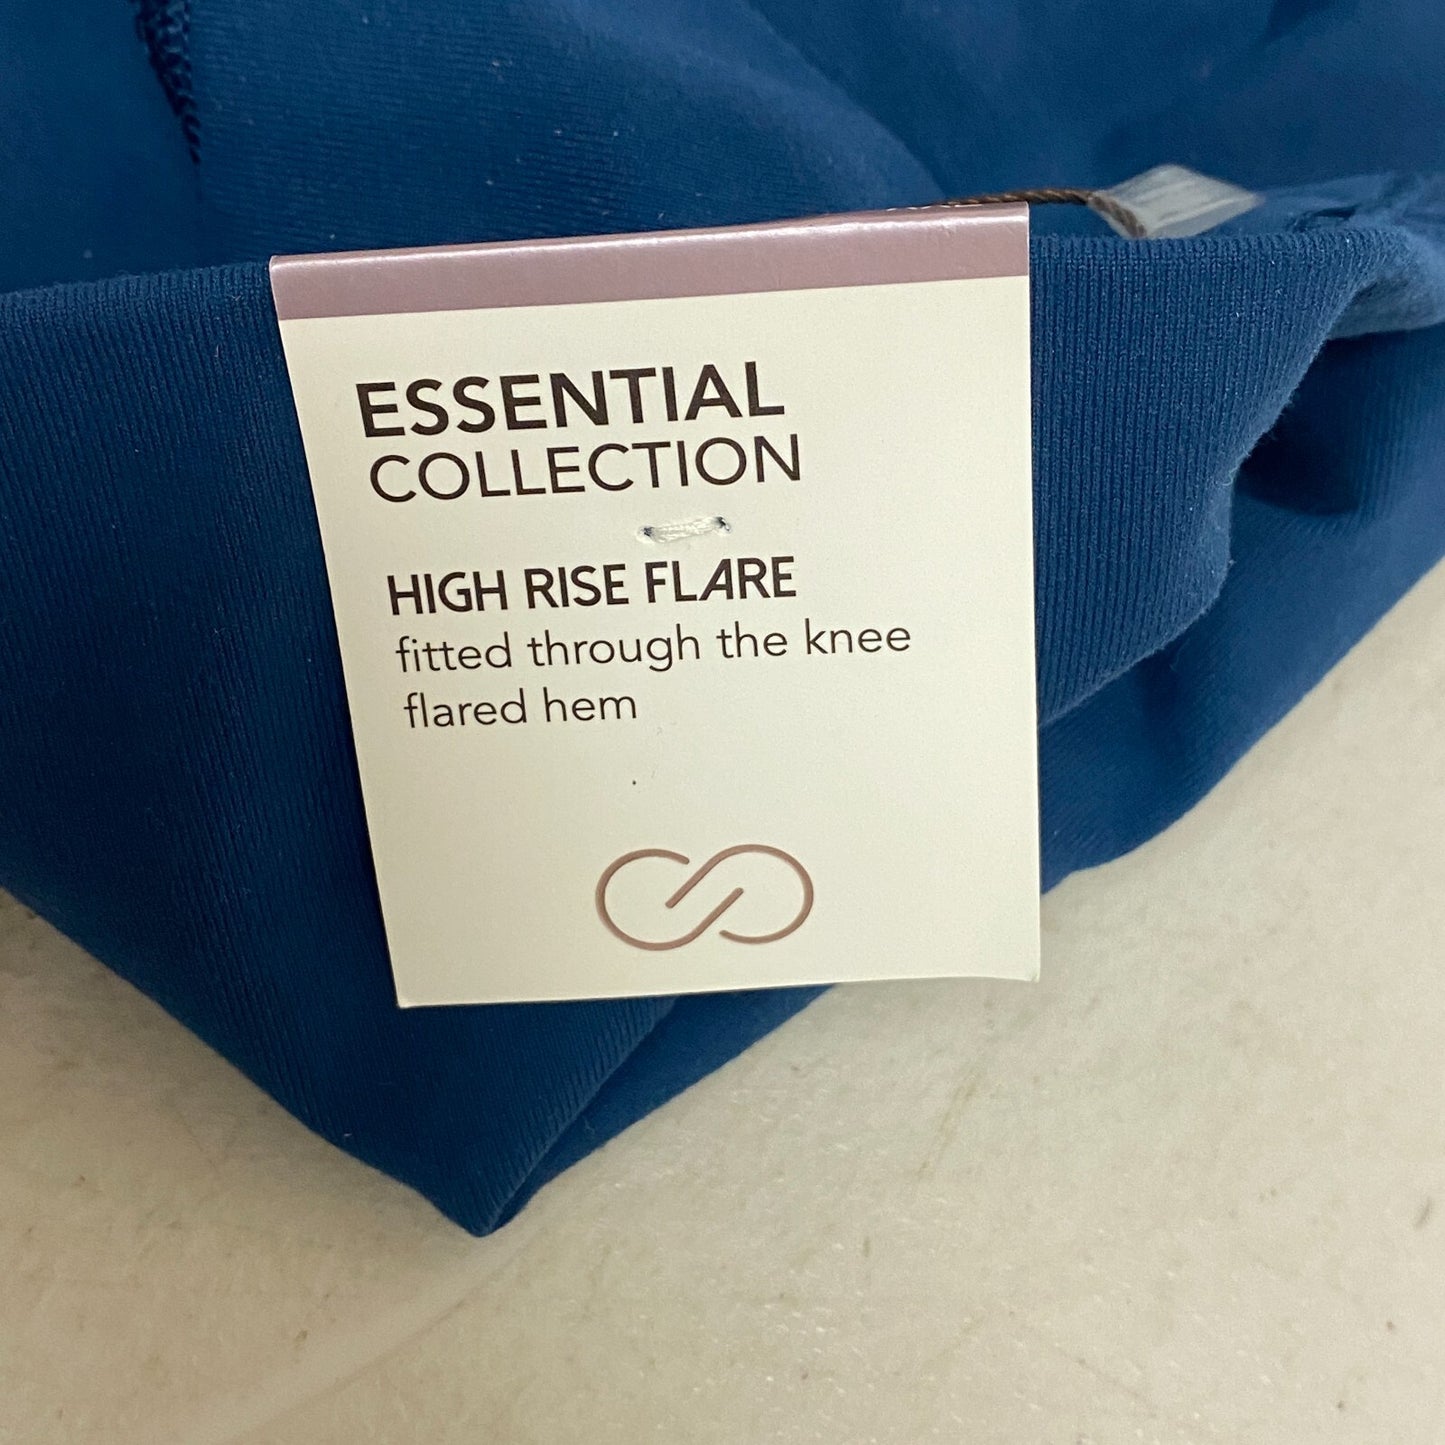 ESSENTIAL
COLLECTION
HIGH RISE FLARE
fitted through the knee
flared hem